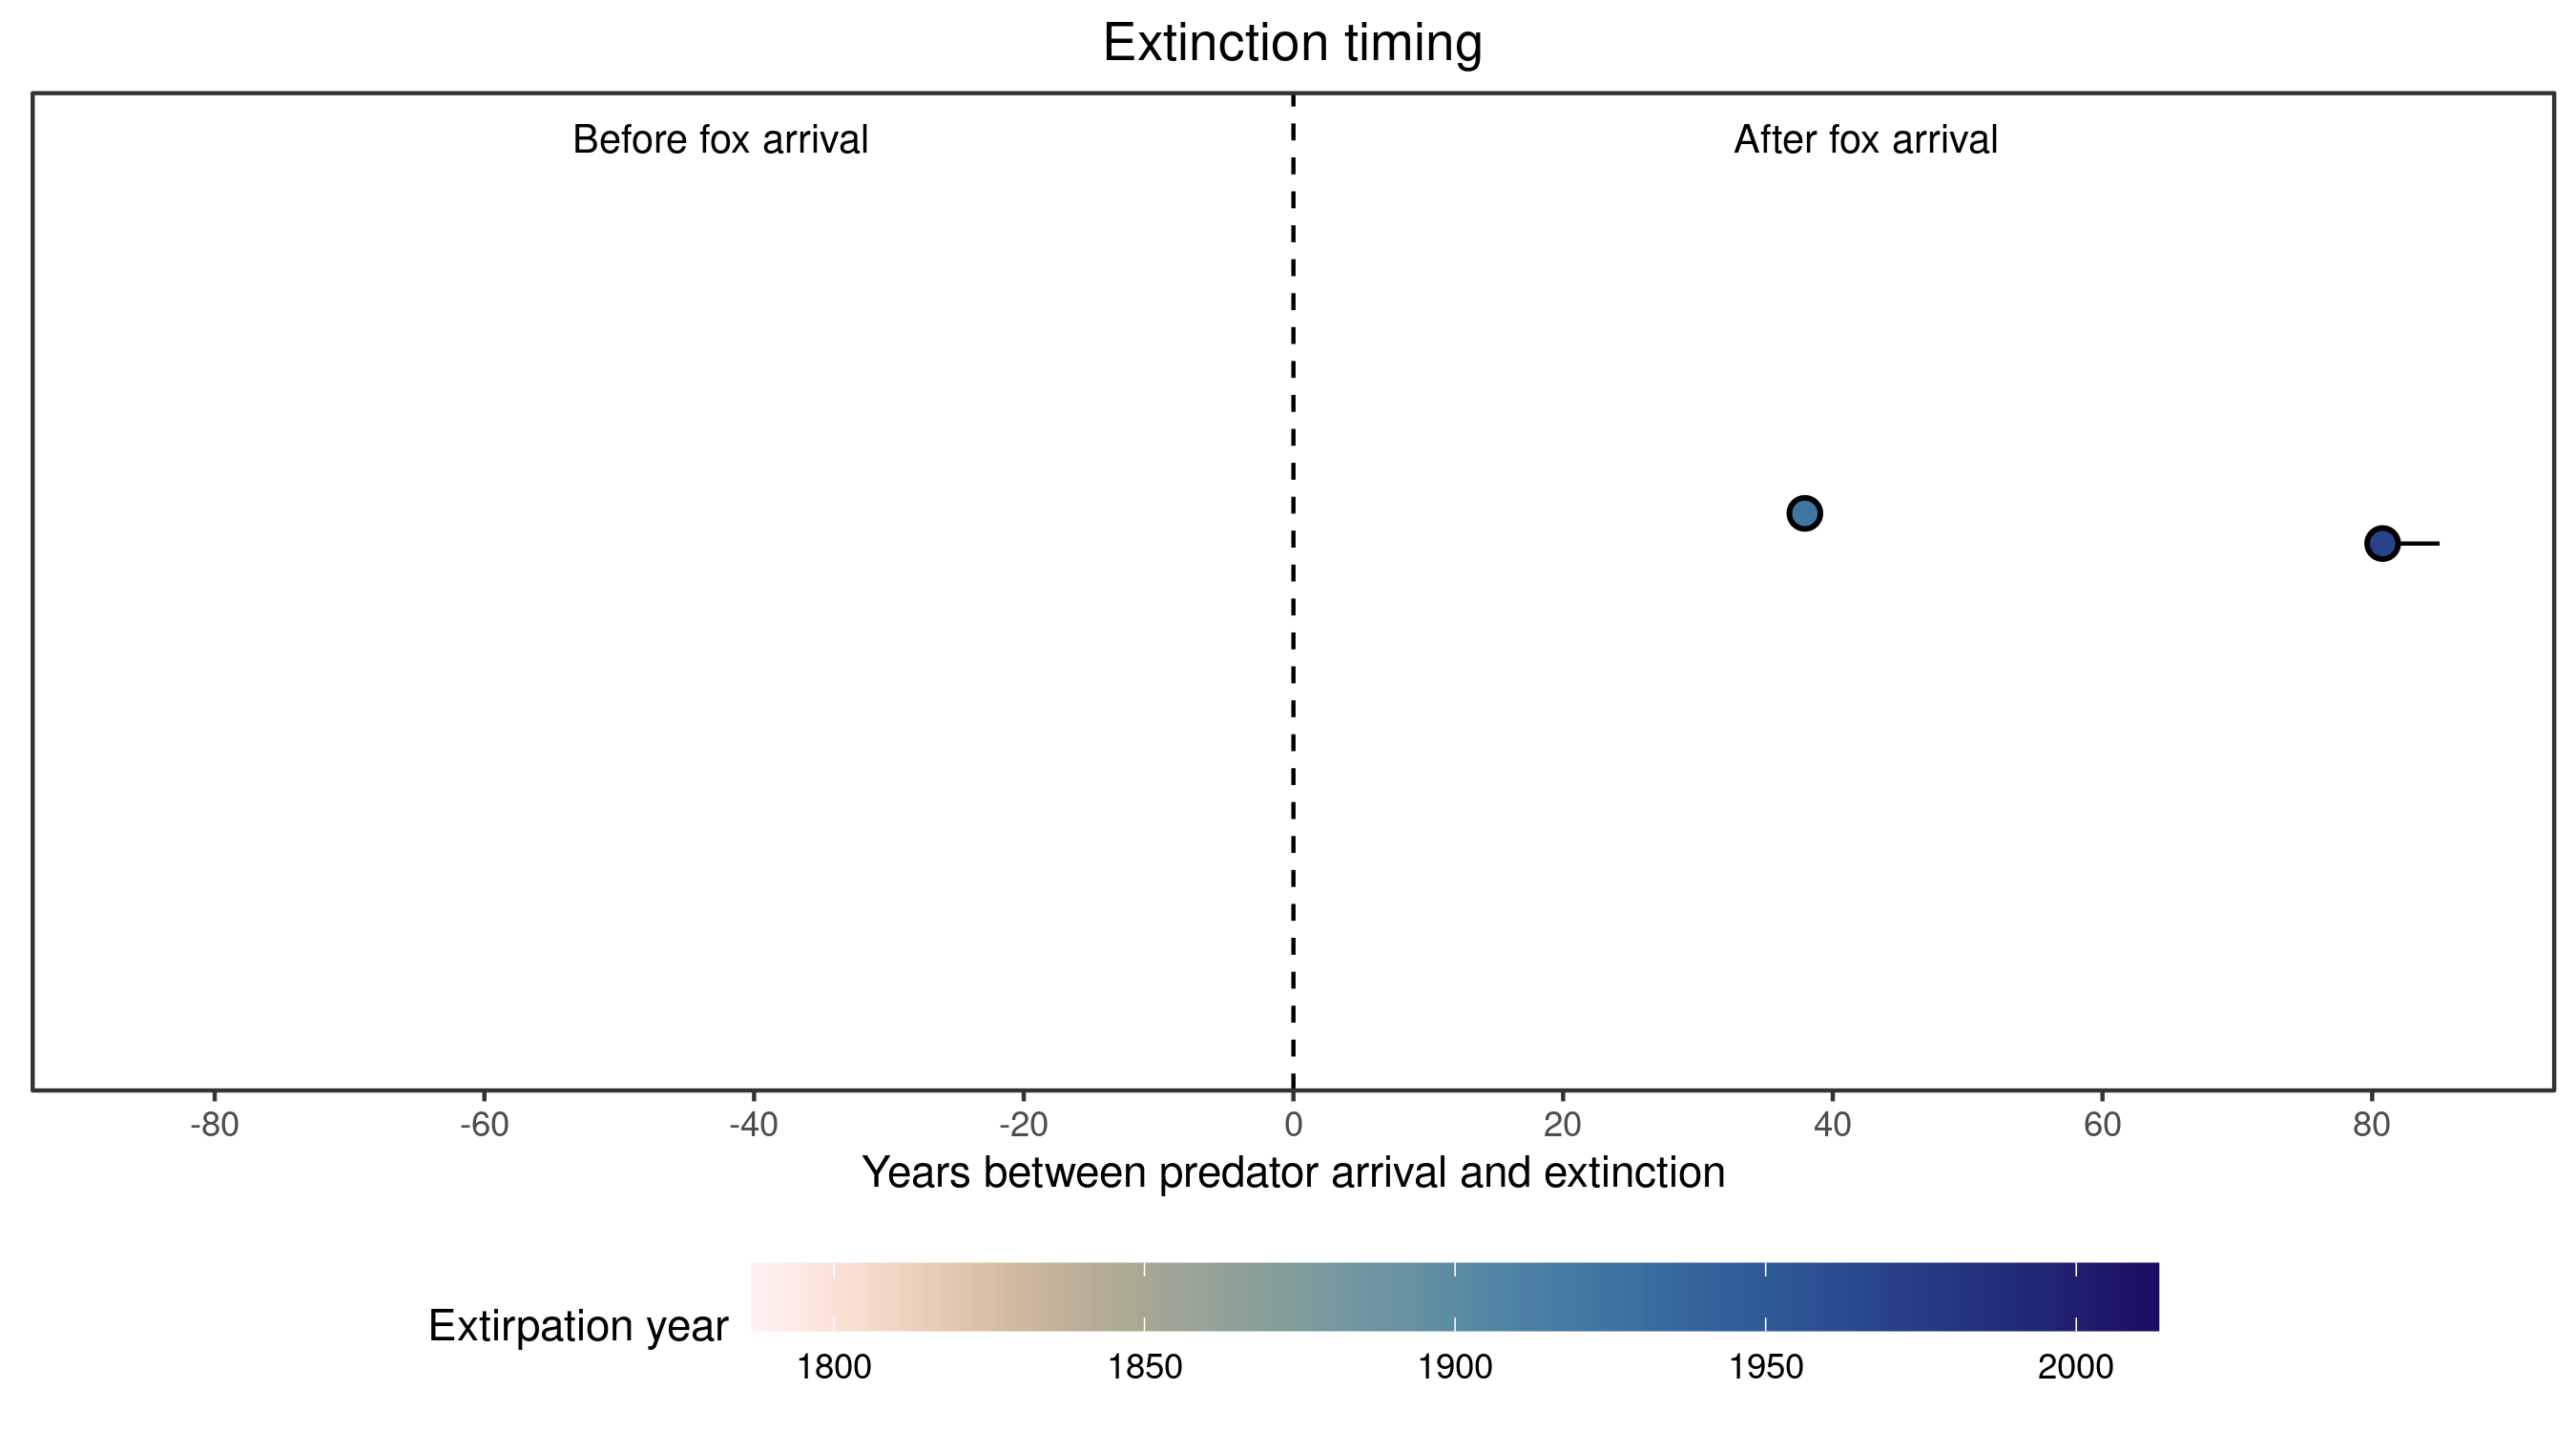 Extinction timing
Before fox arrival
After fox arrival
-80 -60 -40 -20 0 20 40 60 80
Years between predator arrival and extinction
Extirpation year
1800 1850 1900 1950 2000